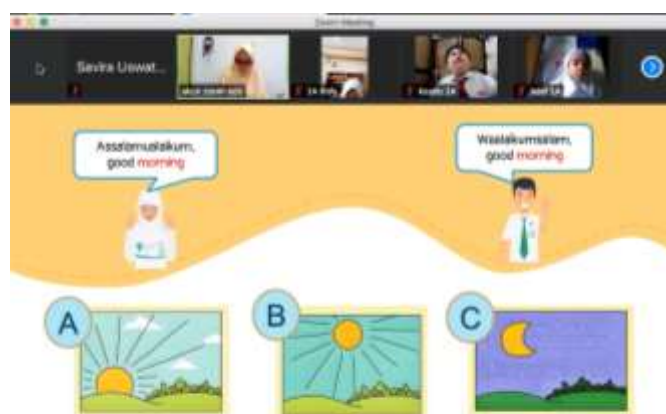 Zoom Meeting
Savira Uswat...
Assalamualaikum,
good morning
Waalaikumsalam,
good morning
A
B
C